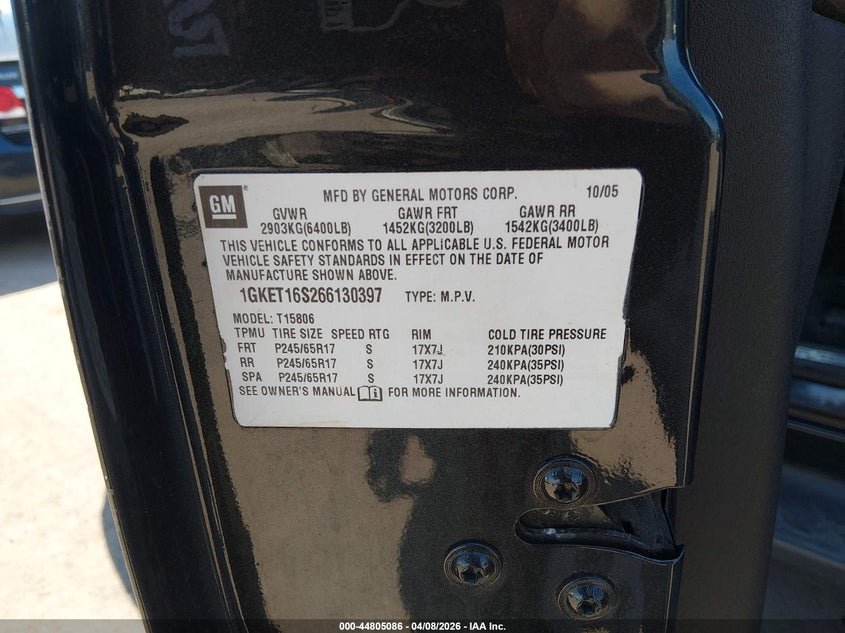 GM
MFD BY GENERAL MOTORS CORP. 10/05
GVWR GAWR FRT GAWR RR
2903KG(6400LB) 1452KG(3200LB) 1542KG(3400LB)
THIS VEHICLE CONFORMS TO ALL APPLICABLE U.S. FEDERAL MOTOR
VEHICLE SAFETY STANDARDS IN EFFECT ON THE DATE OF
MANUFACTURE SHOWN ABOVE.
1GKET16S266130397 TYPE: M.P.V.
MODEL: T15806
TPMU TIRE SIZE SPEED RTG RIM COLD TIRE PRESSURE
FRT P245/65R17 S 17X7J 210KPA(30PSI)
RR P245/65R17 S 17X7J 240KPA(35PSI)
SPA P245/65R17 S 17X7J 240KPA(35PSI)
SEE OWNER'S MANUAL FOR MORE INFORMATION.
000-44805086 - 04/08/2026 - IAA Inc.